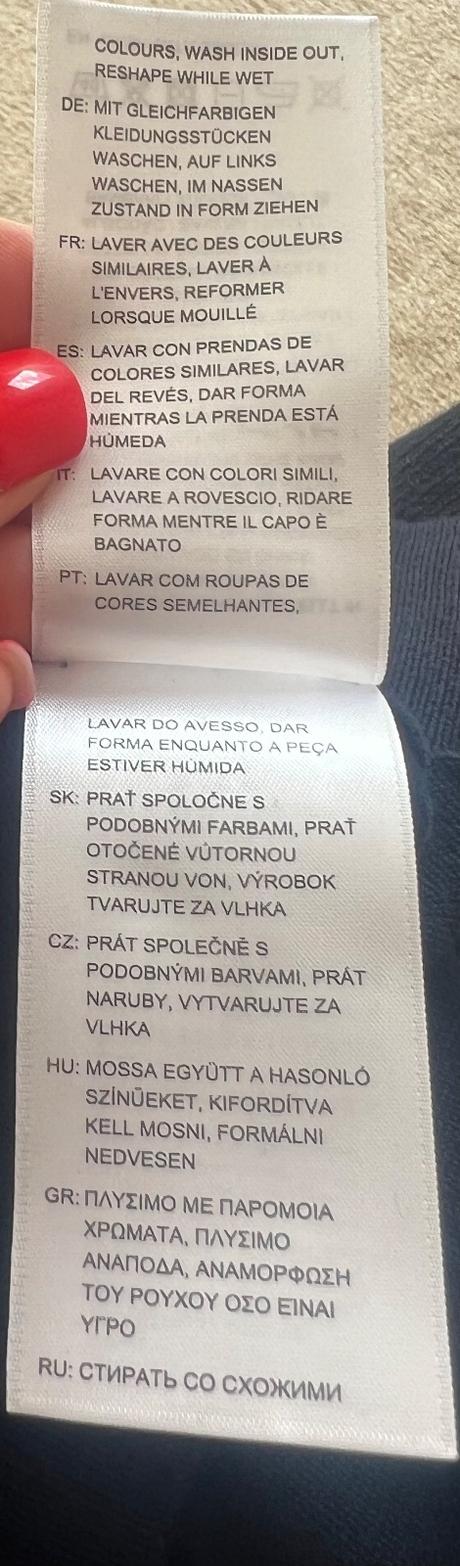 COLOURS, WASH INSIDE OUT,
RESHAPE WHILE WET
DE: MIT GLEICHFARBIGEN
KLEIDUNGSSTÜCKEN
WASCHEN, AUF LINKS
WASCHEN, IM NASSEN
ZUSTAND IN FORM ZIEHEN
FR: LAVER AVEC DES COULEURS
SIMILAIRES, LAVER À
L'ENVERS, REFORMER
LORSQUE MOUILLÉ
ES: LAVAR CON PRENDAS DE
COLORES SIMILARES, LAVAR
DEL REVÉS, DAR FORMA
MIENTRAS LA PRENDA ESTÁ
HÚMEDA
IT: LAVARE CON COLORI SIMILI,
LAVARE A ROVESCIO, RIDARE
FORMA MENTRE IL CAPO È
BAGNATO
PT: LAVAR COM ROUPAS DE
CORES SEMELHANTES,
LAVAR DO AVESSO, DAR
FORMA ENQUANTO A PEÇA
ESTIVER HÚMIDA
SK: PRAŤ SPOLOČNE S
PODOBNÝMI FARBAMI, PRAŤ
OTOČENÉ VŮTORNOU
STRANOU VON, VÝROBOK
TVARUJTE ZA VLHKA
CZ: PRÁT SPOLEČNĚ S
PODOBNÝMI BARVAMI, PRÁT
NARUBY, VYTVARUJTE ZA
VLHKA
HU: MOSSA EGYÜTT A HASONLÓ
SZÍNŰEKET, KIFORDÍTVA
KELL MOSNI, FORMÁLNI
NEDVESEN
GR: ΠΛΥΣΙΜΟ ΜΕ ΠΑΡΟΜΟΙΑ
ΧΡΩΜΑΤΑ, ΠΛΥΣΙΜΟ
ΑΝΑΠΟΔΑ, ΑΝΑΜΟΡΦΩΣΗ
ΤΟΥ ΡΟΥΧΟΥ ΟΣΟ ΕΙΝΑΙ
ΥΓΡΟ
RU: СТИРАТЬ СО СХОЖИМИ